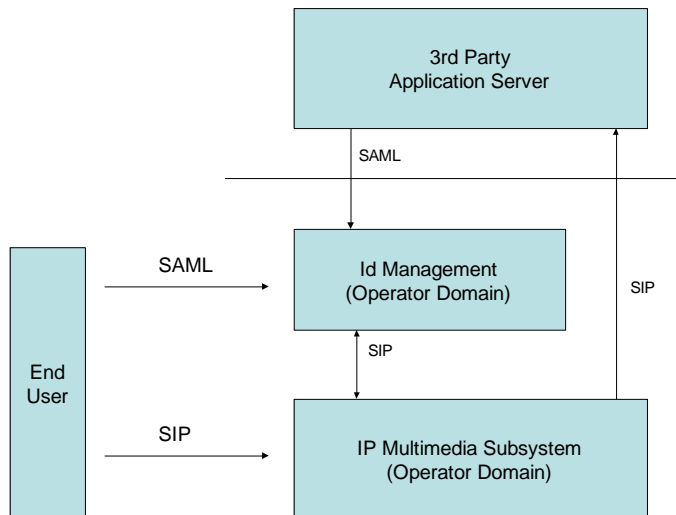 3rd Party
Application Server
SAML
SAML
Id Management
(Operator Domain)
SIP
SIP
End
User
SIP
IP Multimedia Subsystem
(Operator Domain)